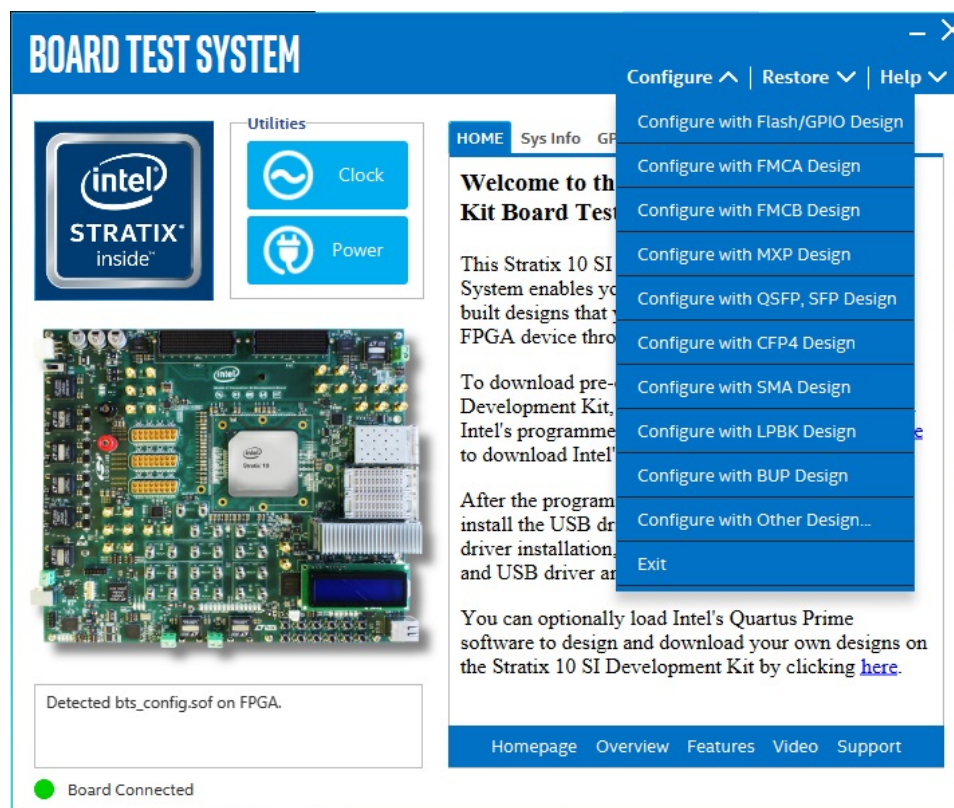 BOARD TEST SYSTEM
Configure | Restore | Help
Configure with Flash/GPIO Design
Configure with FMCA Design
Configure with FMCB Design
Configure with MXP Design
Configure with QSFP, SFP Design
Configure with CFP4 Design
Configure with SMA Design
Configure with LPBK Design
Configure with BUP Design
Configure with Other Design...
Exit
intel
STRATIX
inside™
Utilities
Clock
Power
HOME Sys Info GP
Welcome to th
Kit Board Test
This Stratix 10 SI
System enables yo
built designs that y
FPGA device thro
To download pre-
Development Kit,
Intel's programme
to download Intel'
After the program
install the USB dr
driver installation,
and USB driver ar
You can optionally load Intel's Quartus Prime
software to design and download your own designs on
the Stratix 10 SI Development Kit by clicking here.
intel
Stratix 10
Detected bts_config.sof on FPGA.
Homepage Overview Features Video Support
Board Connected